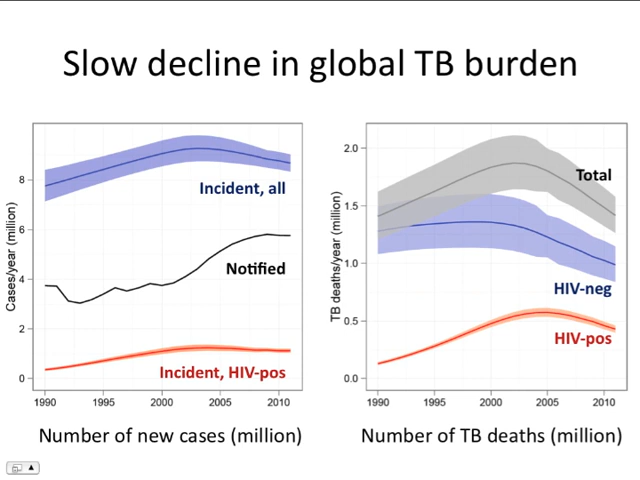 Slow decline in global TB burden
Cases/year (million)
8
6
4
2
0
Incident, all
Notified
Incident, HIV-pos
1990 1995 2000 2005 2010
Number of new cases (million)
TB deaths/year (million)
2.0
1.5
1.0
0.5
0.0
Total
HIV-neg
HIV-pos
1990 1995 2000 2005 2010
Number of TB deaths (million)